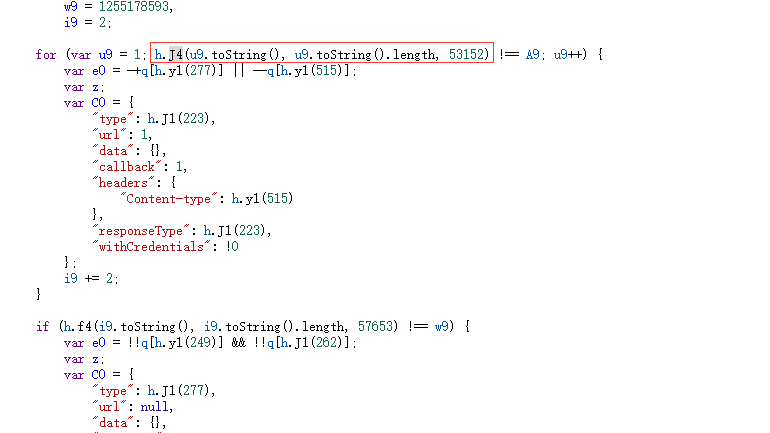 w9 = 1255178593,
i9 = 2;
for (var u9 = 1; h.J4(u9.toString(), u9.toString().length, 53152) !== A9; u9++) {
var e0 = -+q[h.y1(277)] || --q[h.y1(515)];
var z;
var C0 = {
"type": h.J1(223),
"url": 1,
"data": {},
"callback": 1,
"headers": {
"Content-type": h.y1(515)
},
"responseType": h.J1(223),
"withCredentials": !0
};
i9 += 2;
}
if (h.f4(i9.toString(), i9.toString().length, 57653) !== w9) {
var e0 = !!q[h.y1(249)] && !!q[h.J1(262)];
var z;
var C0 = {
"type": h.J1(277),
"url": null,
"data": {},